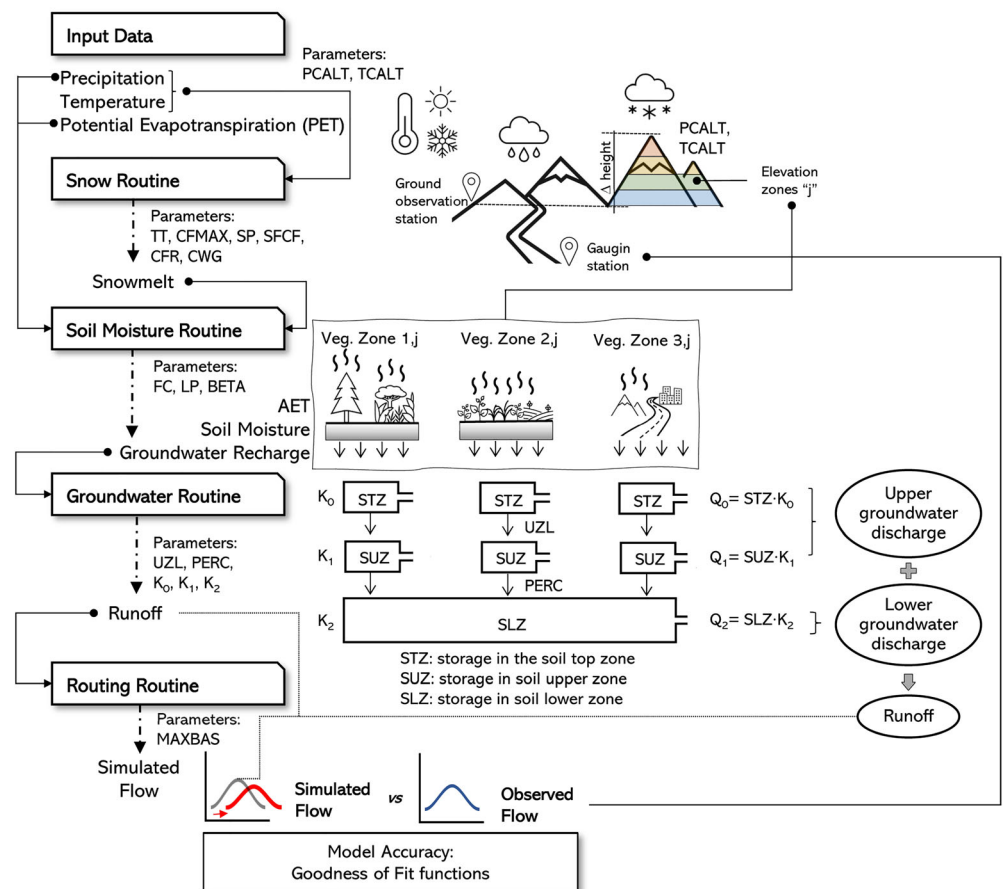 Input Data
Precipitation
Temperature
Potential Evapotranspiration (PET)
Parameters:
PCALT, TCALT
Snow Routine
Parameters:
TT, CFMAX, SP, SFCF,
CFR, CWG
Snowmelt
Soil Moisture Routine
Parameters:
FC, LP, BETA
AET
Soil Moisture
Groundwater Recharge
Groundwater Routine
Parameters:
UZL, PERC,
K₀, K₁, K₂
Runoff
Routing Routine
Parameters:
MAXBAS
Simulated
Flow
Ground
observation
station
Δ height
PCALT,
TCALT
Elevation
zones "j"
Gaugin
station
Veg. Zone 1,j
Veg. Zone 2,j
Veg. Zone 3,j
K₀
STZ
STZ
STZ
Q₀= STZ·K₀
UZL
K₁
SUZ
SUZ
SUZ
Q₁= SUZ·K₁
PERC
K₂
SLZ
Q₂= SLZ·K₂
STZ: storage in the soil top zone
SUZ: storage in soil upper zone
SLZ: storage in soil lower zone
Upper
groundwater
discharge
Lower
groundwater
discharge
Runoff
Simulated
Flow
vs
Observed
Flow
Model Accuracy:
Goodness of Fit functions